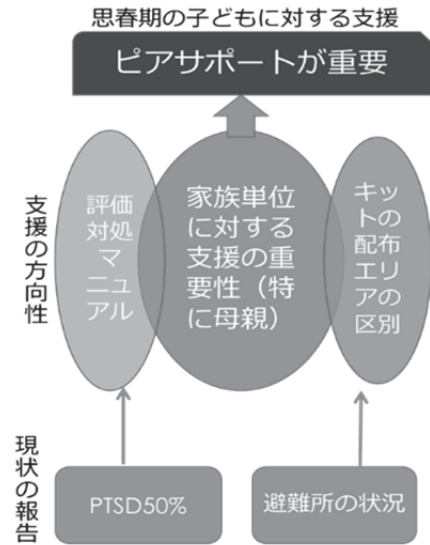 思春期の子どもに対する支援
ピアサポートが重要
支援の方向性
評価
対処
マ
ニュ
アル
家族単位
に対する
支援の重
要性（特
に母親）
キッ
トの
配布
エリ
アの
区別
現状の報告
PTSD50%
避難所の状況